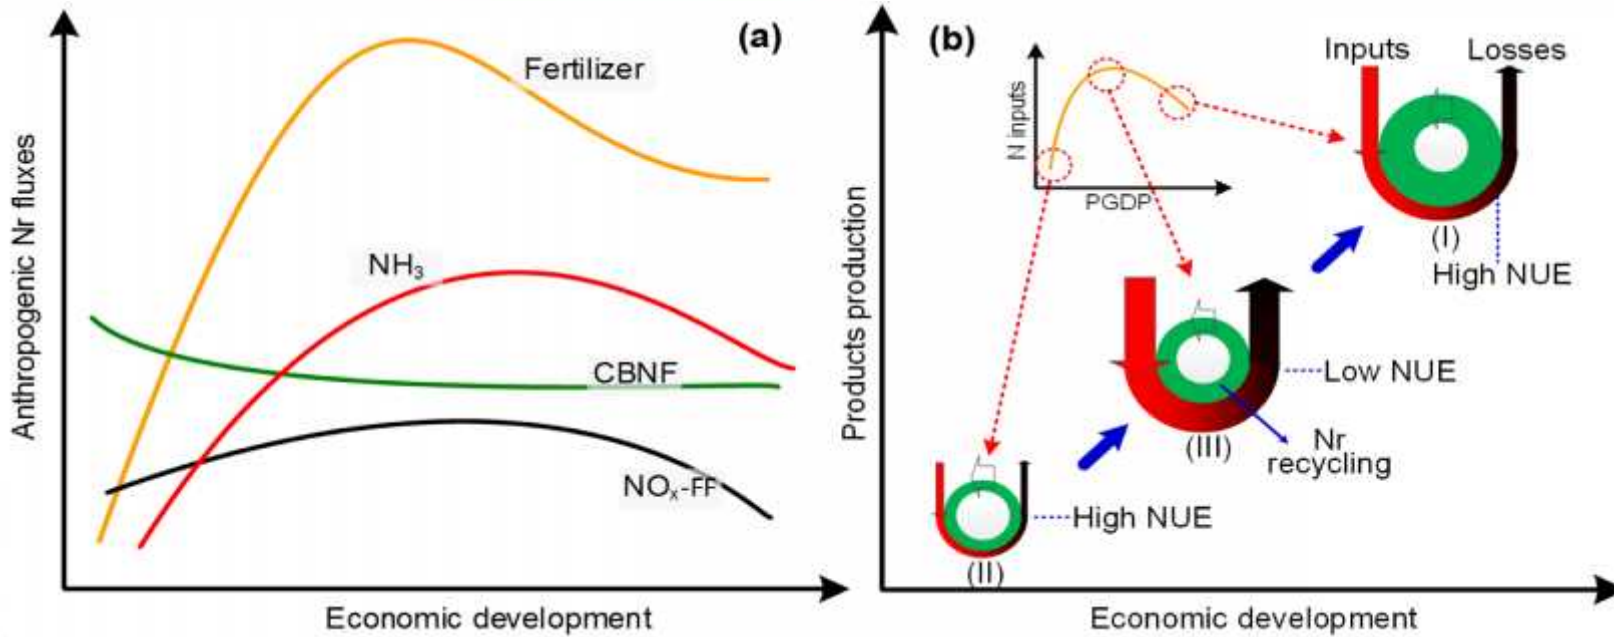 (a)
Fertilizer
NH₃
CBNF
NOₓ-FF
Anthropogenic Nr fluxes
Economic development
(b)
Inputs
Losses
N inputs
PGDP
(I)
High NUE
Low NUE
(III)
Nr
recycling
High NUE
(II)
Products production
Economic development